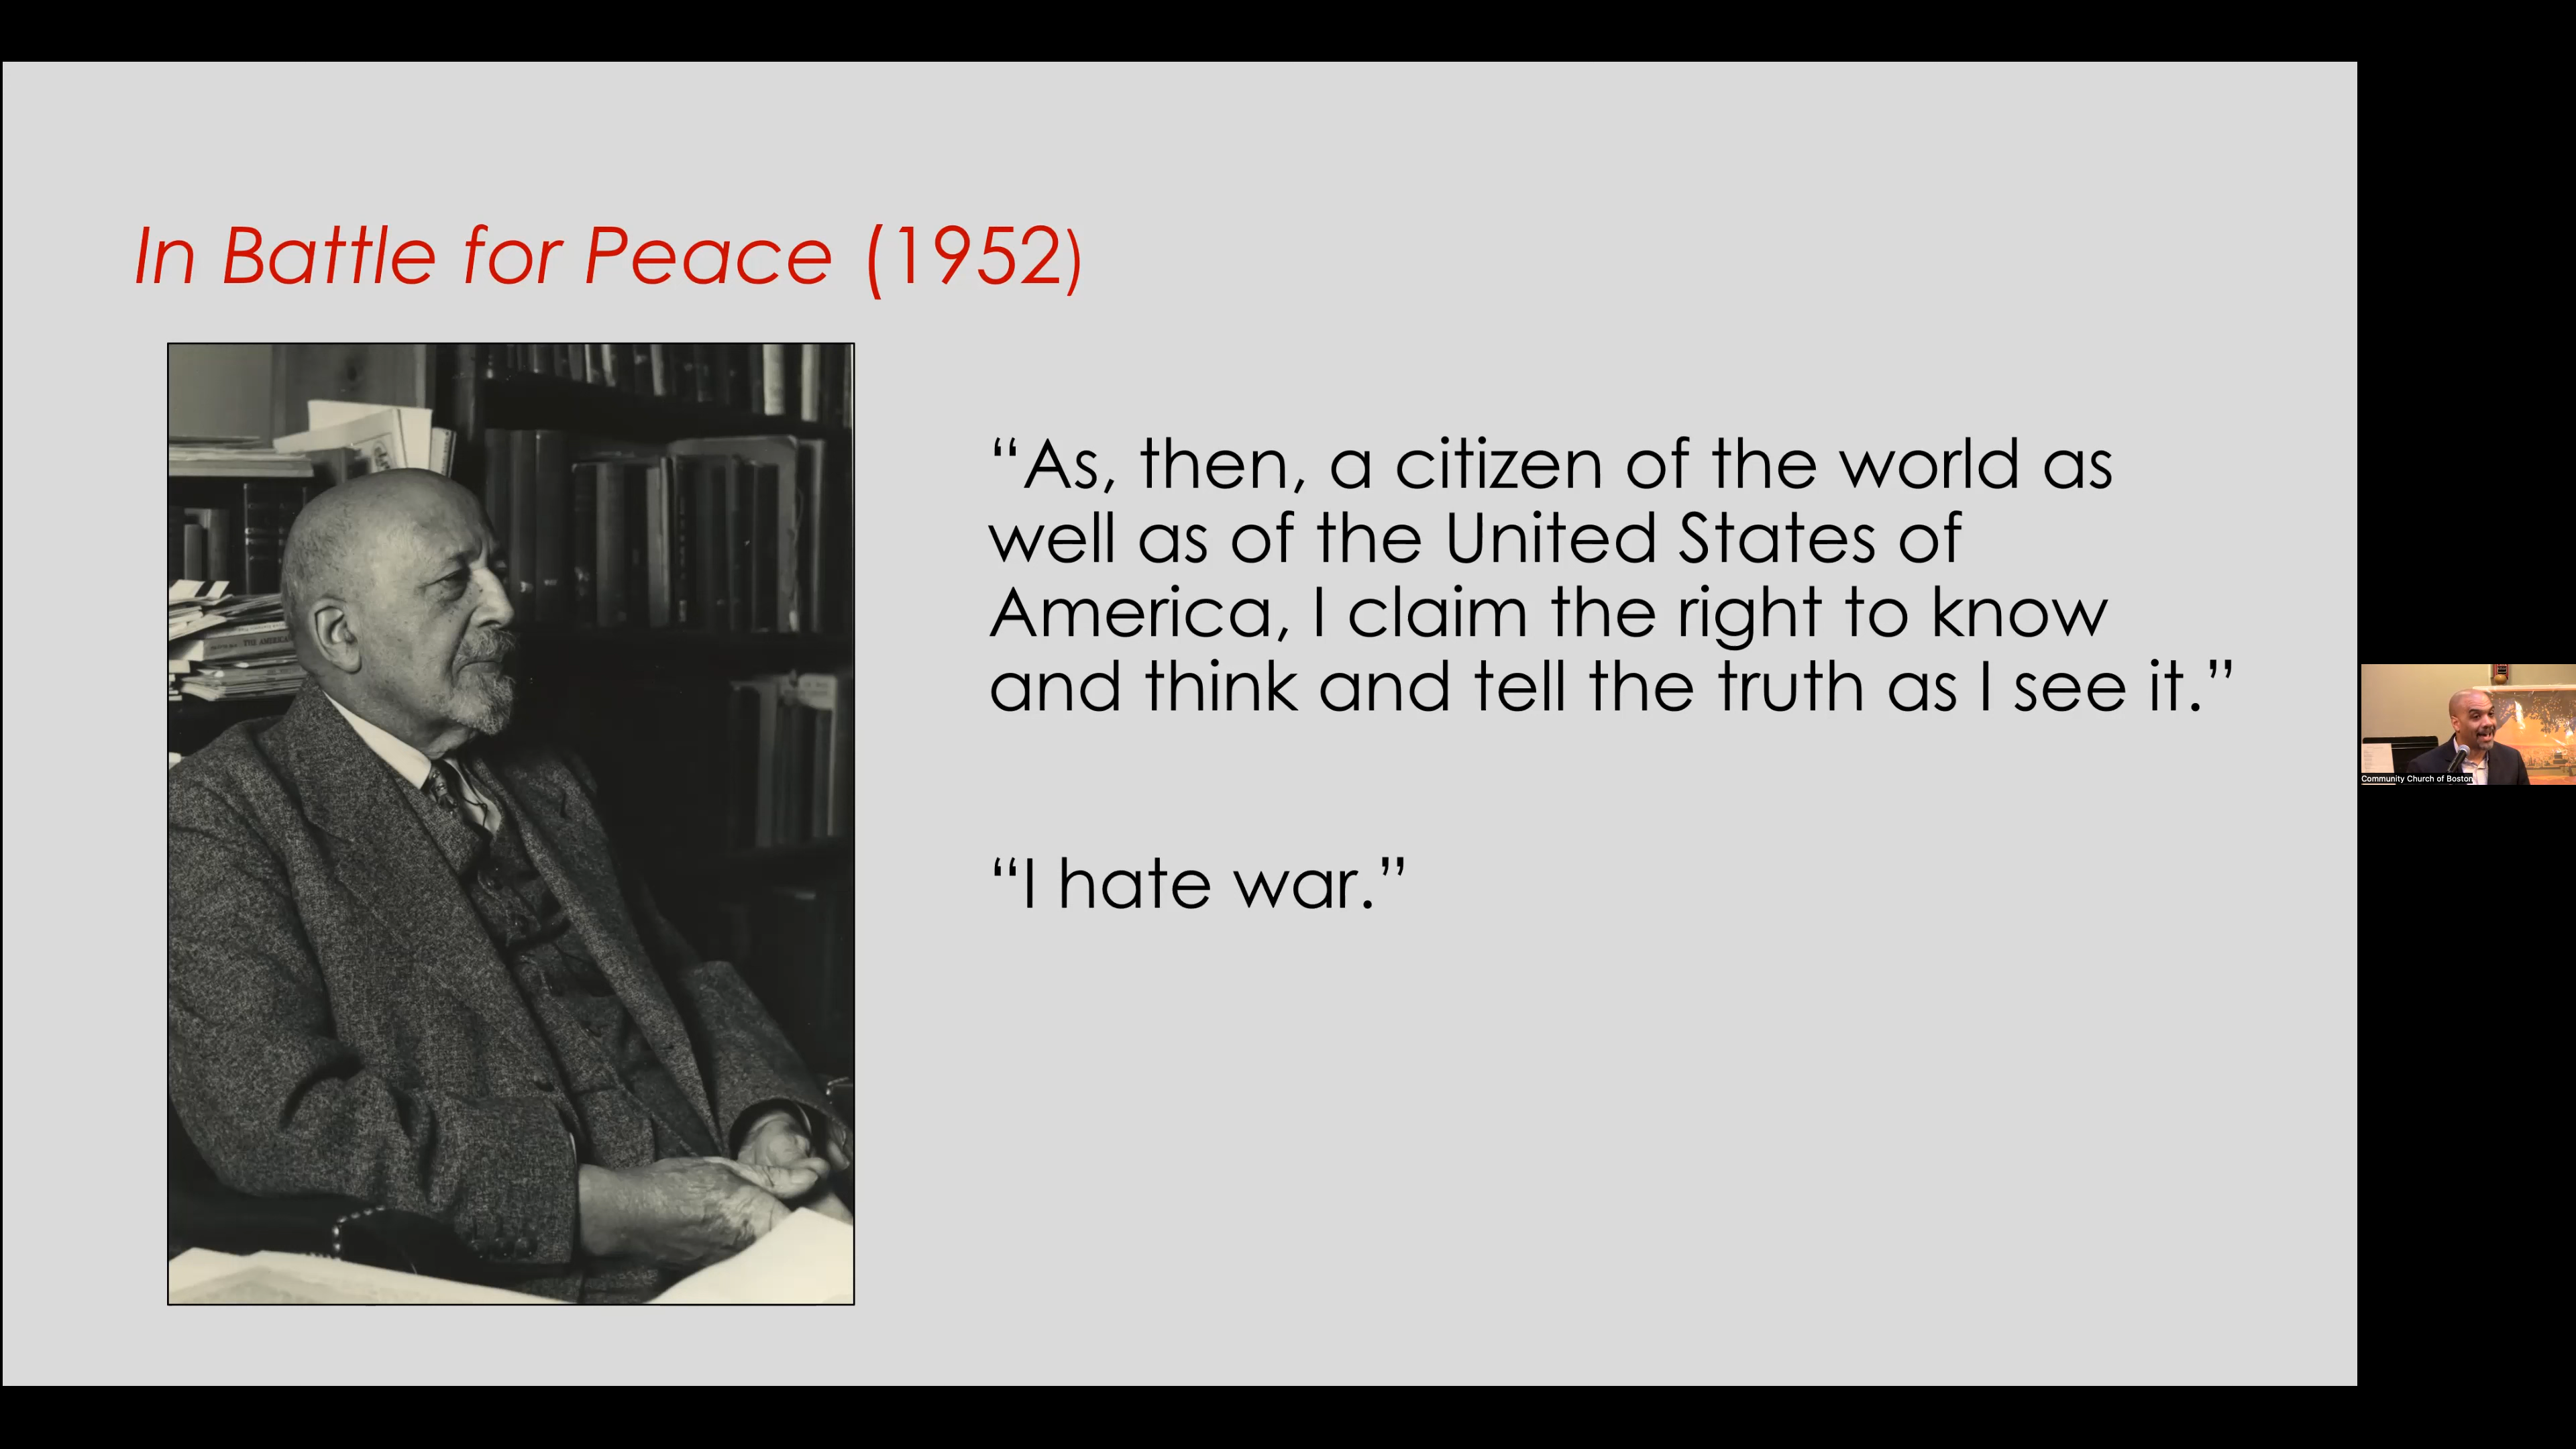 In Battle for Peace (1952)
“As, then, a citizen of the world as
well as of the United States of
America, I claim the right to know
and think and tell the truth as I see it.”
“I hate war.”
THE AMERICAN
Community Church of Boston